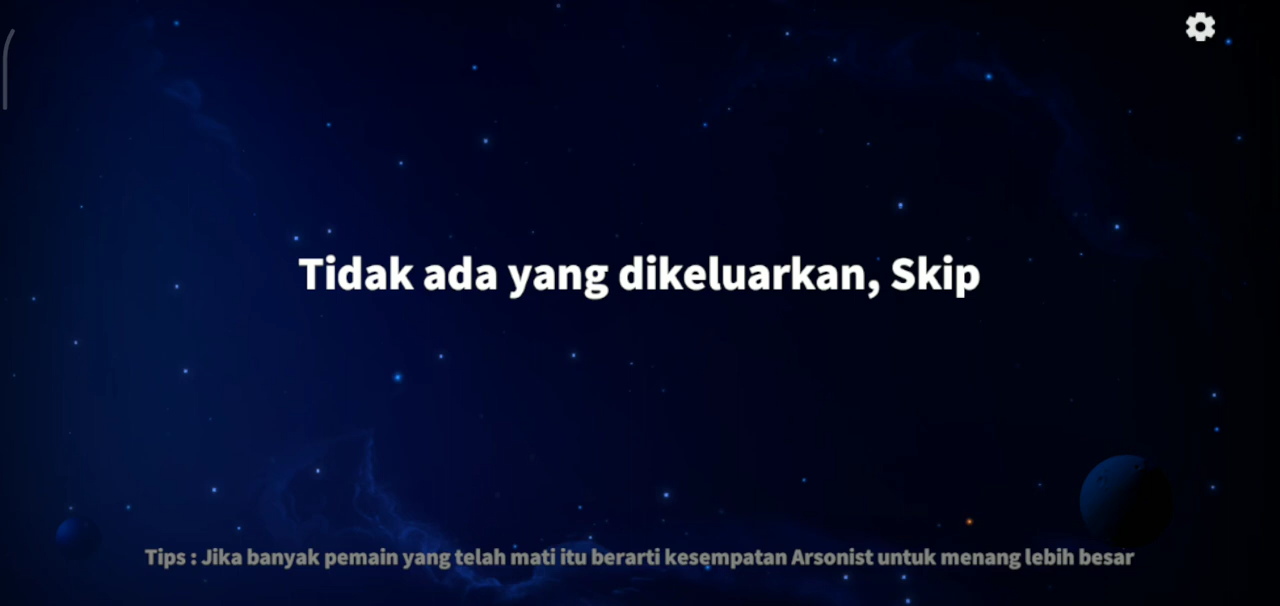 Tidak ada yang dikeluarkan, Skip
Tips : Jika banyak pemain yang telah mati itu berarti kesempatan Arsonist untuk menang lebih besar